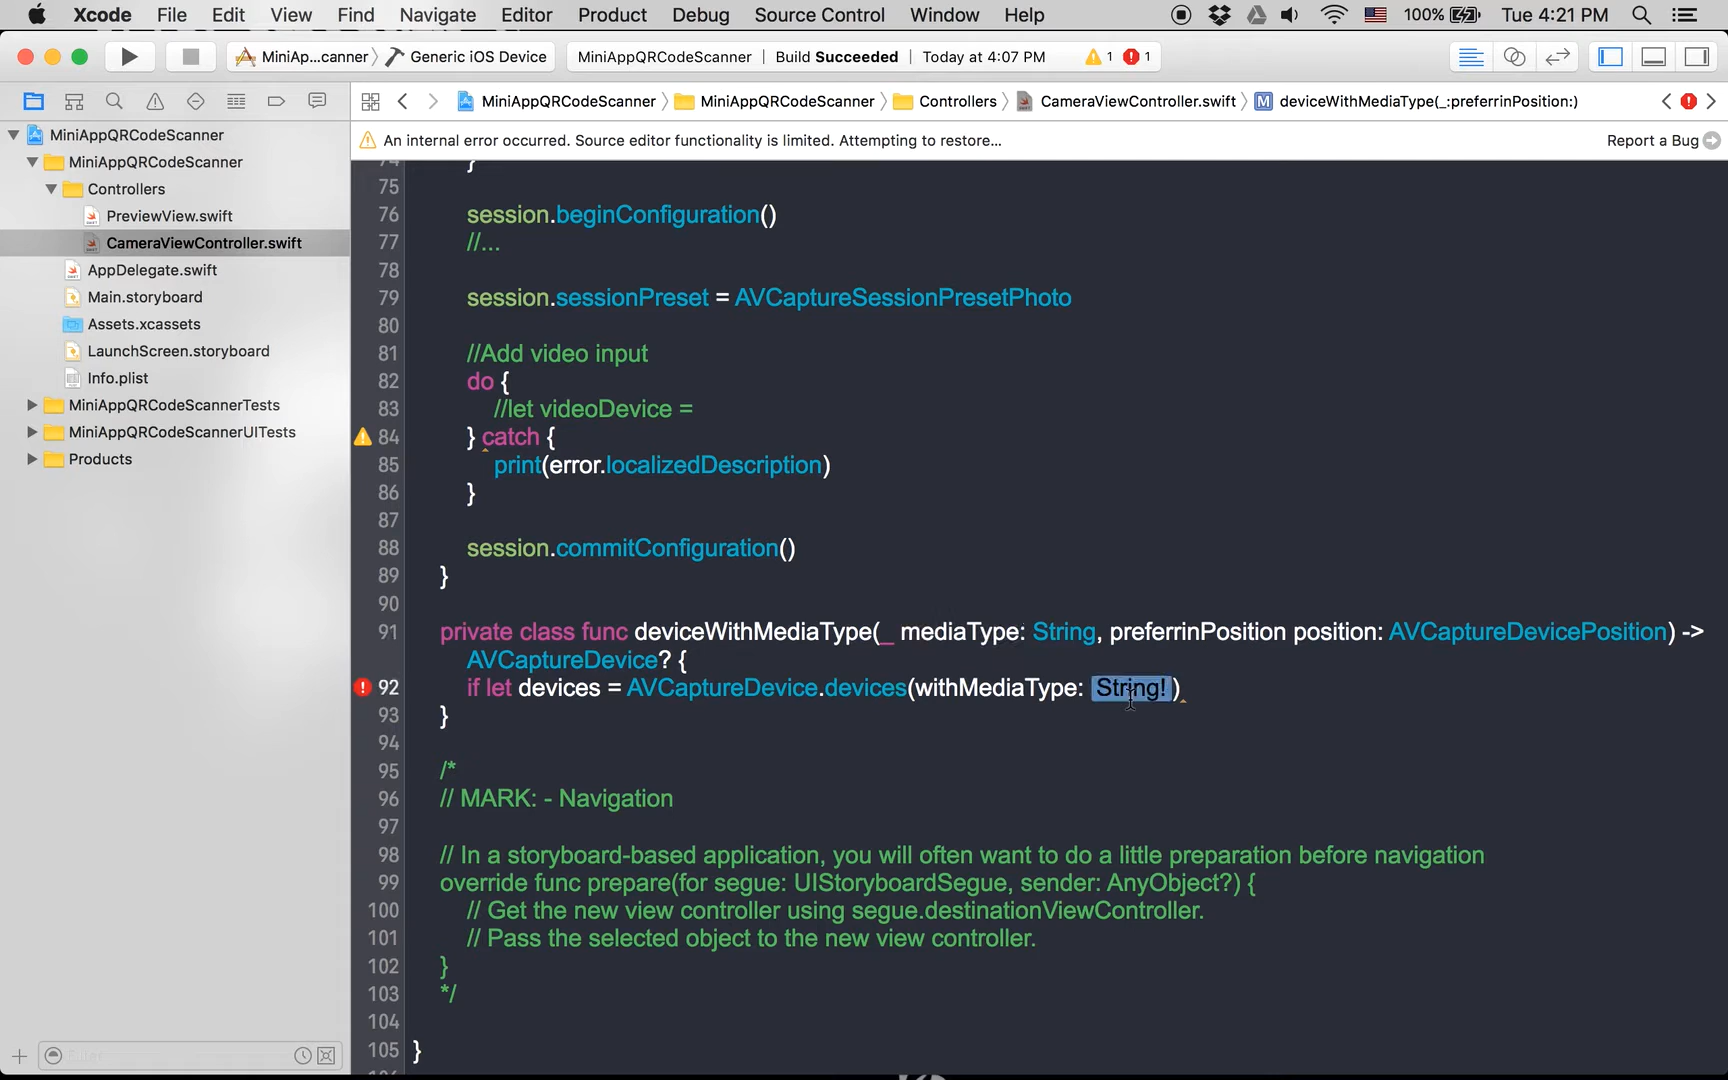 Xcode File Edit View Find Navigate Editor Product Debug Source Control Window Help 100% Tue 4:21 PM
MiniAp...canner Generic iOS Device MiniAppQRCodeScanner | Build Succeeded | Today at 4:07 PM 1 1
MiniAppQRCodeScanner MiniAppQRCodeScanner Controllers CameraViewController.swift M deviceWithMediaType(_:preferrinPosition:)
An internal error occurred. Source editor functionality is limited. Attempting to restore... Report a Bug
MiniAppQRCodeScanner
MiniAppQRCodeScanner
Controllers
PreviewView.swift
CameraViewController.swift
AppDelegate.swift
Main.storyboard
Assets.xcassets
LaunchScreen.storyboard
Info.plist
MiniAppQRCodeScannerTests
MiniAppQRCodeScannerUITests
Products
74 }
75
76 session.beginConfiguration()
77 //...
78
79 session.sessionPreset = AVCaptureSessionPresetPhoto
80
81 //Add video input
82 do {
83 //let videoDevice =
84 } catch {
85 print(error.localizedDescription)
86 }
87
88 session.commitConfiguration()
89 }
90
91 private class func deviceWithMediaType(_ mediaType: String, preferrinPosition position: AVCaptureDevicePosition) ->
AVCaptureDevice? {
92 if let devices = AVCaptureDevice.devices(withMediaType: String!)
93 }
94
95 /*
96 // MARK: - Navigation
97
98 // In a storyboard-based application, you will often want to do a little preparation before navigation
99 override func prepare(for segue: UIStoryboardSegue, sender: AnyObject?) {
100 // Get the new view controller using segue.destinationViewController.
101 // Pass the selected object to the new view controller.
102 }
103 */
104
105 }